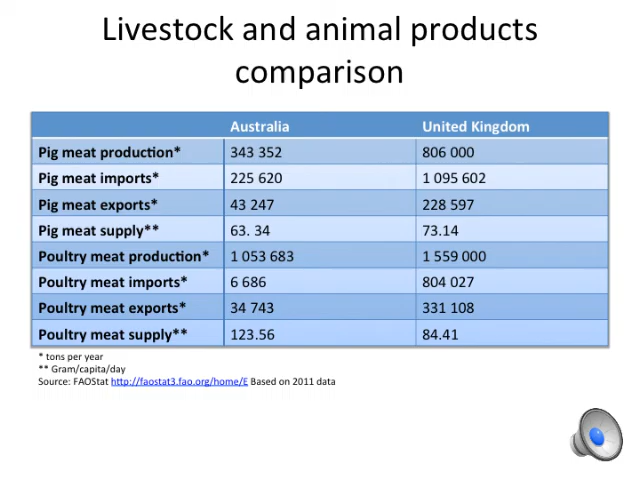 Livestock and animal products
comparison
Australia United Kingdom
Pig meat production* 343 352 806 000
Pig meat imports* 225 620 1 095 602
Pig meat exports* 43 247 228 597
Pig meat supply** 63. 34 73.14
Poultry meat production* 1 053 683 1 559 000
Poultry meat imports* 6 686 804 027
Poultry meat exports* 34 743 331 108
Poultry meat supply** 123.56 84.41
* tons per year
** Gram/capita/day
Source: FAOStat http://faostat3.fao.org/home/E Based on 2011 data